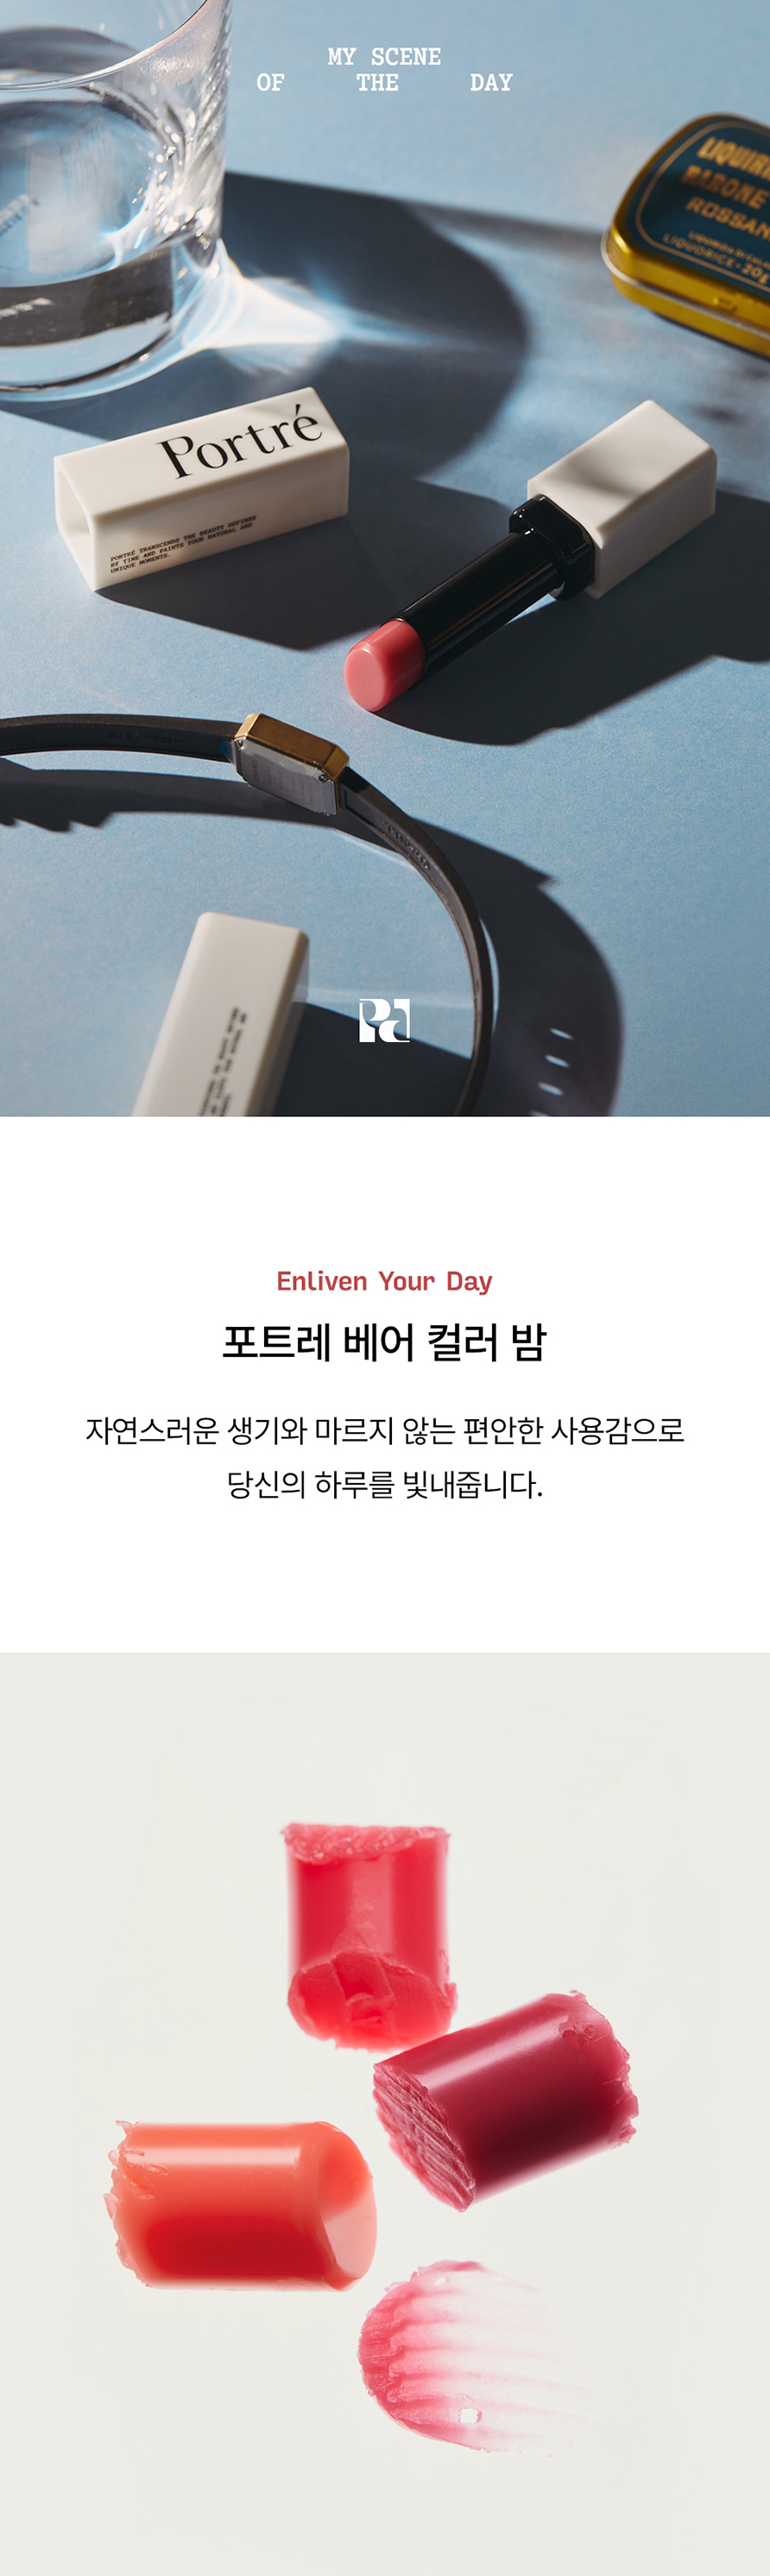 MY SCENE
OF THE DAY
LIQUIRI
BARONE
ROSSAN
LIQUORICE • 20g
Portré
PORTRÉ TRANSCENDS THE BEAUTY DEFINED
BY TIME AND PAINTS YOUR NATURAL AND
UNIQUE MOMENTS.
Enliven Your Day
포트레 베어 컬러 밤
자연스러운 생기와 마르지 않는 편안한 사용감으로
당신의 하루를 빛내줍니다.